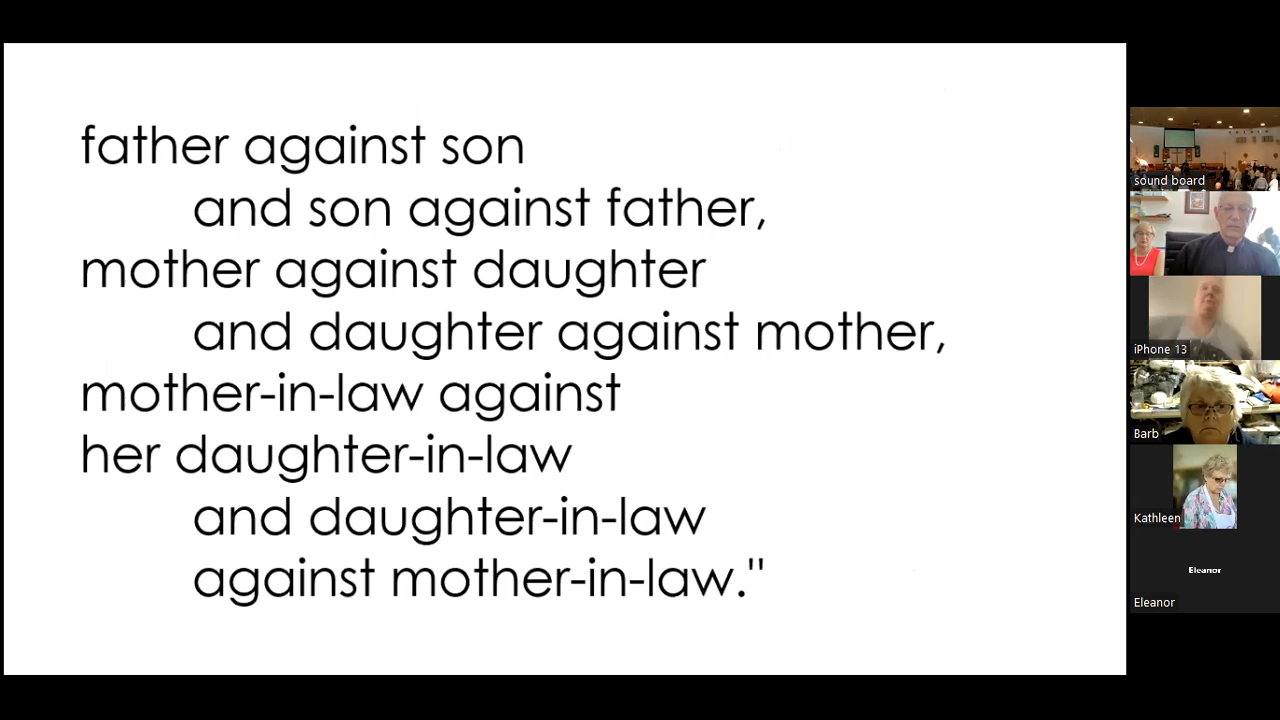 father against son
and son against father,
mother against daughter
and daughter against mother,
mother-in-law against
her daughter-in-law
and daughter-in-law
against mother-in-law."
sound board
iPhone 13
Barb
Kathleen
Eleanor
Eleanor